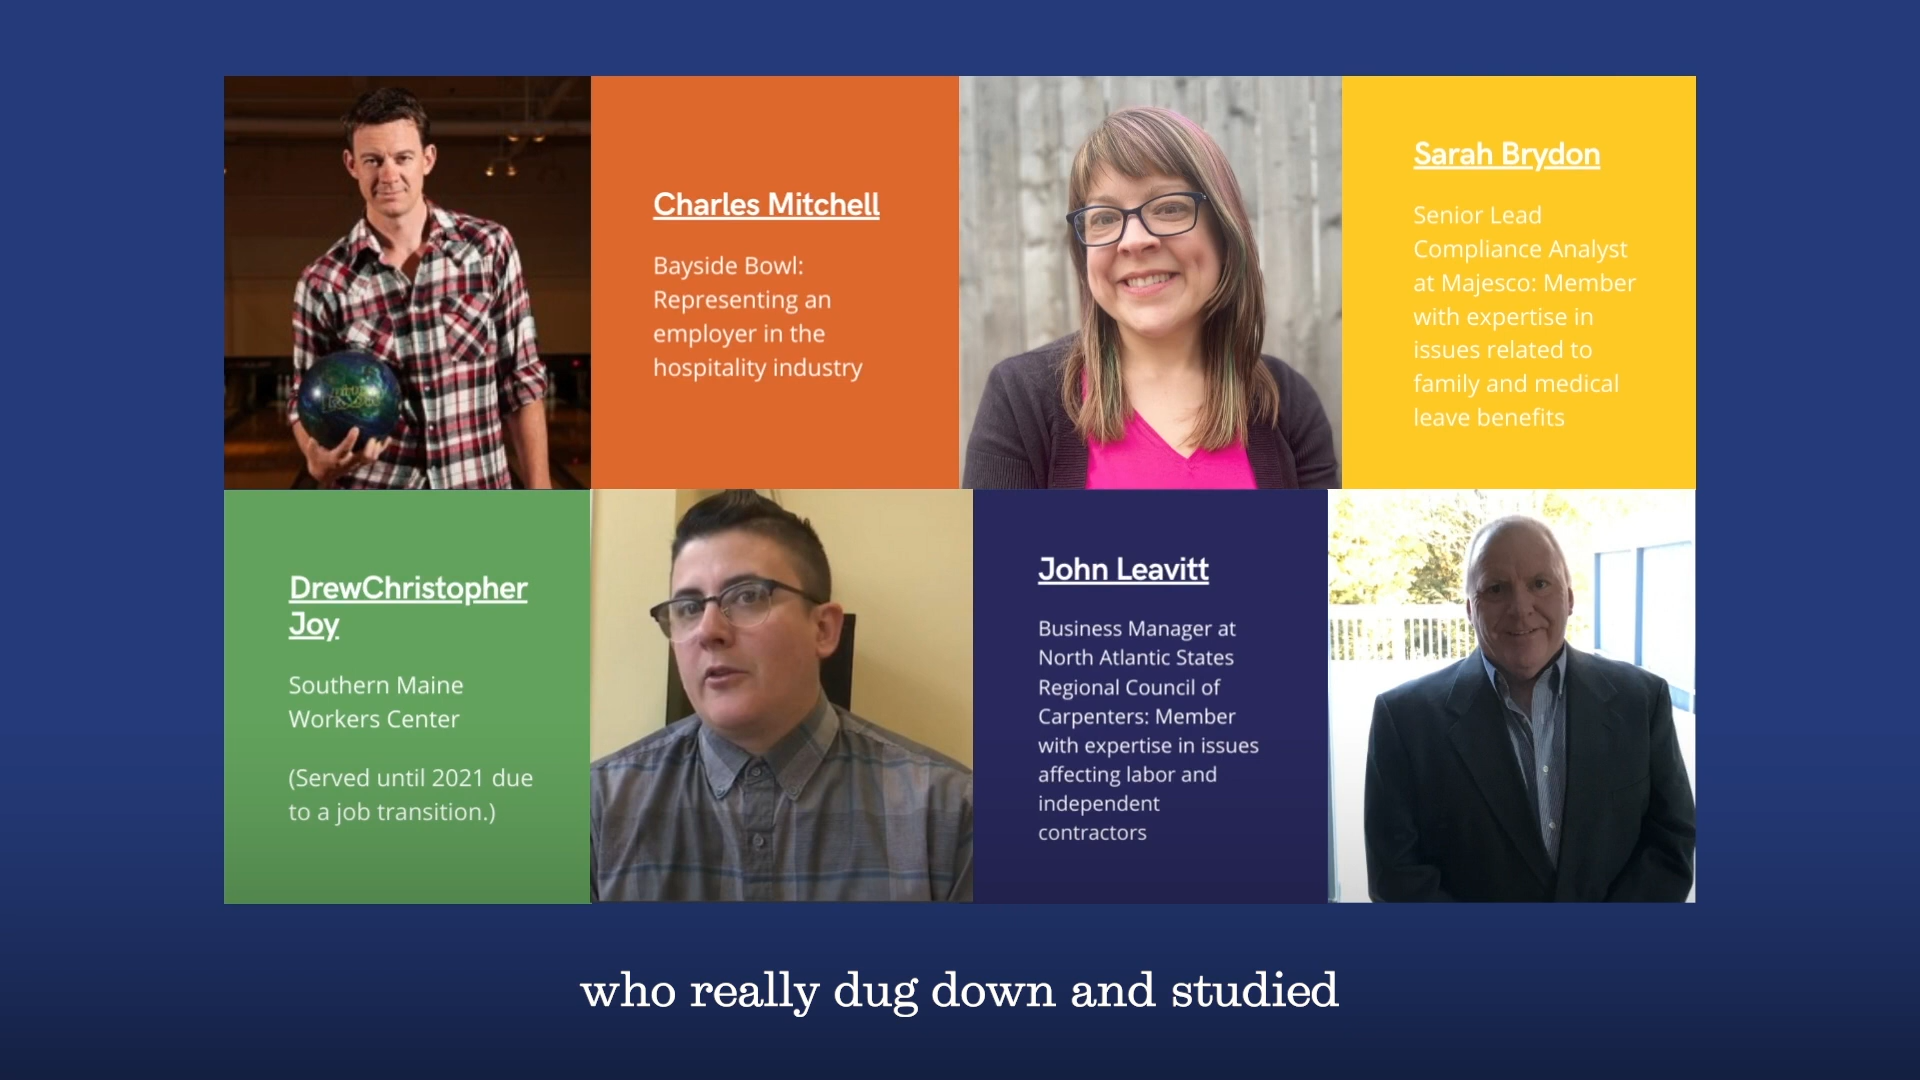 Charles Mitchell
Bayside Bowl:
Representing an
employer in the
hospitality industry
Sarah Brydon
Senior Lead
Compliance Analyst
at Majesco: Member
with expertise in
issues related to
family and medical
leave benefits
DrewChristopher
Joy
Southern Maine
Workers Center
(Served until 2021 due
to a job transition.)
John Leavitt
Business Manager at
North Atlantic States
Regional Council of
Carpenters: Member
with expertise in issues
affecting labor and
independent
contractors
who really dug down and studied